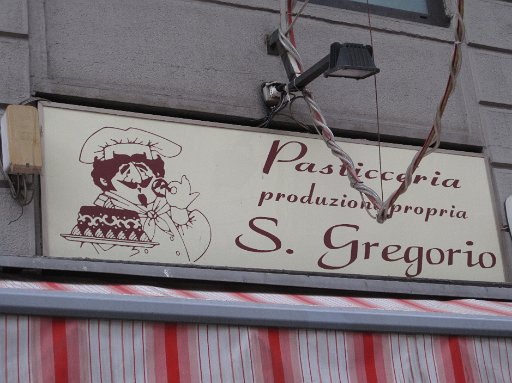 Pasticceria
produzione propria
S. Gregorio